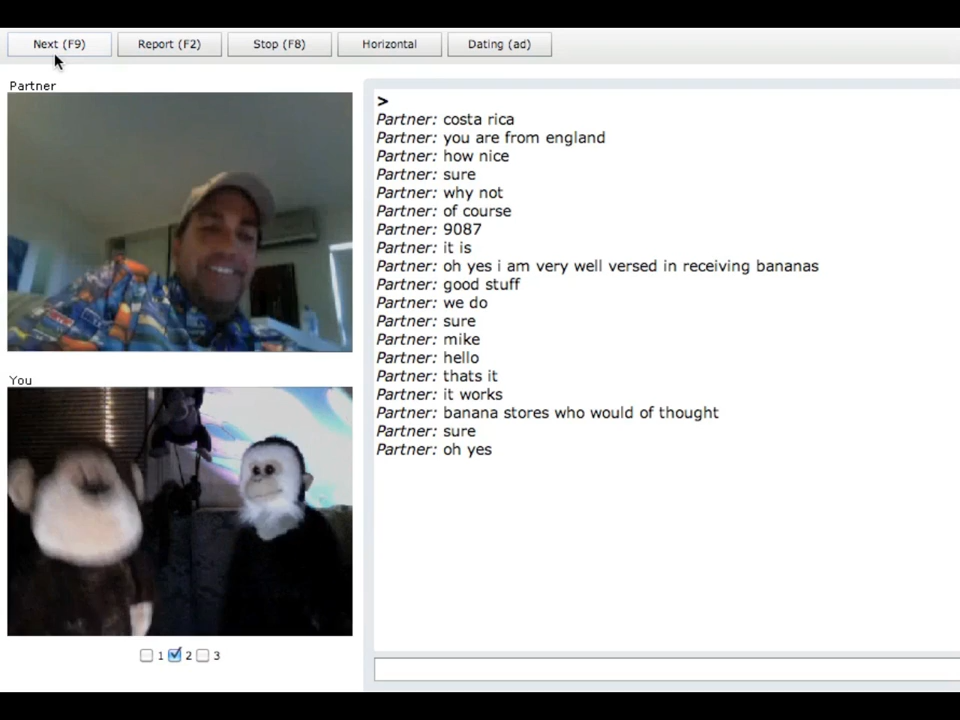 Next (F9) Report (F2) Stop (F8) Horizontal Dating (ad)
Partner
>
Partner: costa rica
Partner: you are from england
Partner: how nice
Partner: sure
Partner: why not
Partner: of course
Partner: 9087
Partner: it is
Partner: oh yes i am very well versed in receiving bananas
Partner: good stuff
Partner: we do
Partner: sure
Partner: mike
Partner: hello
Partner: thats it
Partner: it works
Partner: banana stores who would of thought
Partner: sure
Partner: oh yes
You
1 2 3